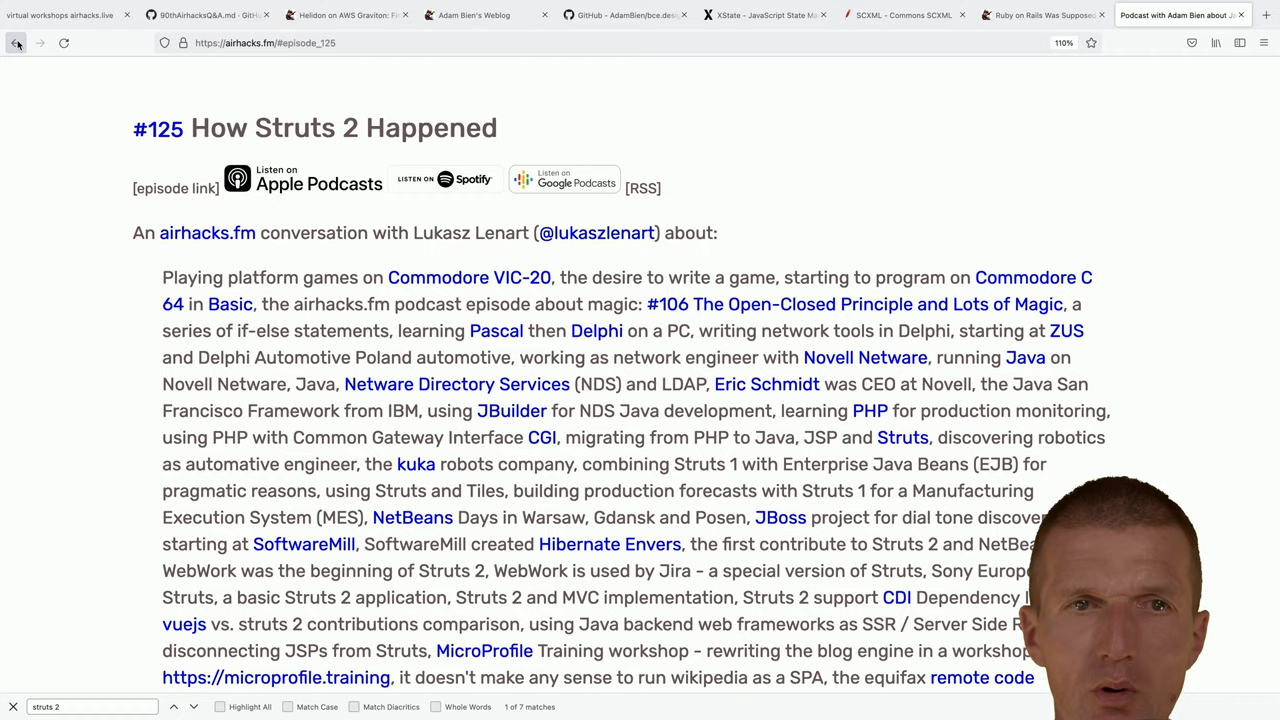 virtual workshops airhacks.live
90thAirhacksQ&A.md · GitH
Helidon on AWS Graviton: Fi
Adam Bien's Weblog
GitHub - AdamBien/bce.desig
XState - JavaScript State Ma
SCXML - Commons SCXML
Ruby on Rails Was Supposed
Podcast with Adam Bien about Ja
https://airhacks.fm/#episode_125
110%
#125 How Struts 2 Happened
[episode link] Listen on Apple Podcasts LISTEN ON Spotify Listen on Google Podcasts [RSS]
An airhacks.fm conversation with Lukasz Lenart (@lukaszlenart) about:
Playing platform games on Commodore VIC-20, the desire to write a game, starting to program on Commodore C
64 in Basic, the airhacks.fm podcast episode about magic: #106 The Open-Closed Principle and Lots of Magic, a
series of if-else statements, learning Pascal then Delphi on a PC, writing network tools in Delphi, starting at ZUS
and Delphi Automotive Poland automotive, working as network engineer with Novell Netware, running Java on
Novell Netware, Java, Netware Directory Services (NDS) and LDAP, Eric Schmidt was CEO at Novell, the Java San
Francisco Framework from IBM, using JBuilder for NDS Java development, learning PHP for production monitoring,
using PHP with Common Gateway Interface CGI, migrating from PHP to Java, JSP and Struts, discovering robotics
as automotive engineer, the kuka robots company, combining Struts 1 with Enterprise Java Beans (EJB) for
pragmatic reasons, using Struts and Tiles, building production forecasts with Struts 1 for a Manufacturing
Execution System (MES), NetBeans Days in Warsaw, Gdansk and Posen, JBoss project for dial tone discover
starting at SoftwareMill, SoftwareMill created Hibernate Envers, the first contribute to Struts 2 and NetBea
WebWork was the beginning of Struts 2, WebWork is used by Jira - a special version of Struts, Sony Europe
Struts, a basic Struts 2 application, Struts 2 and MVC implementation, Struts 2 support CDI Dependency I
vuejs vs. struts 2 contributions comparison, using Java backend web frameworks as SSR / Server Side R
disconnecting JSPs from Struts, MicroProfile Training workshop - rewriting the blog engine in a workshop
https://microprofile.training, it doesn't make any sense to run wikipedia as a SPA, the equifax remote code
struts 2
Highlight All
Match Case
Match Diacritics
Whole Words
1 of 7 matches